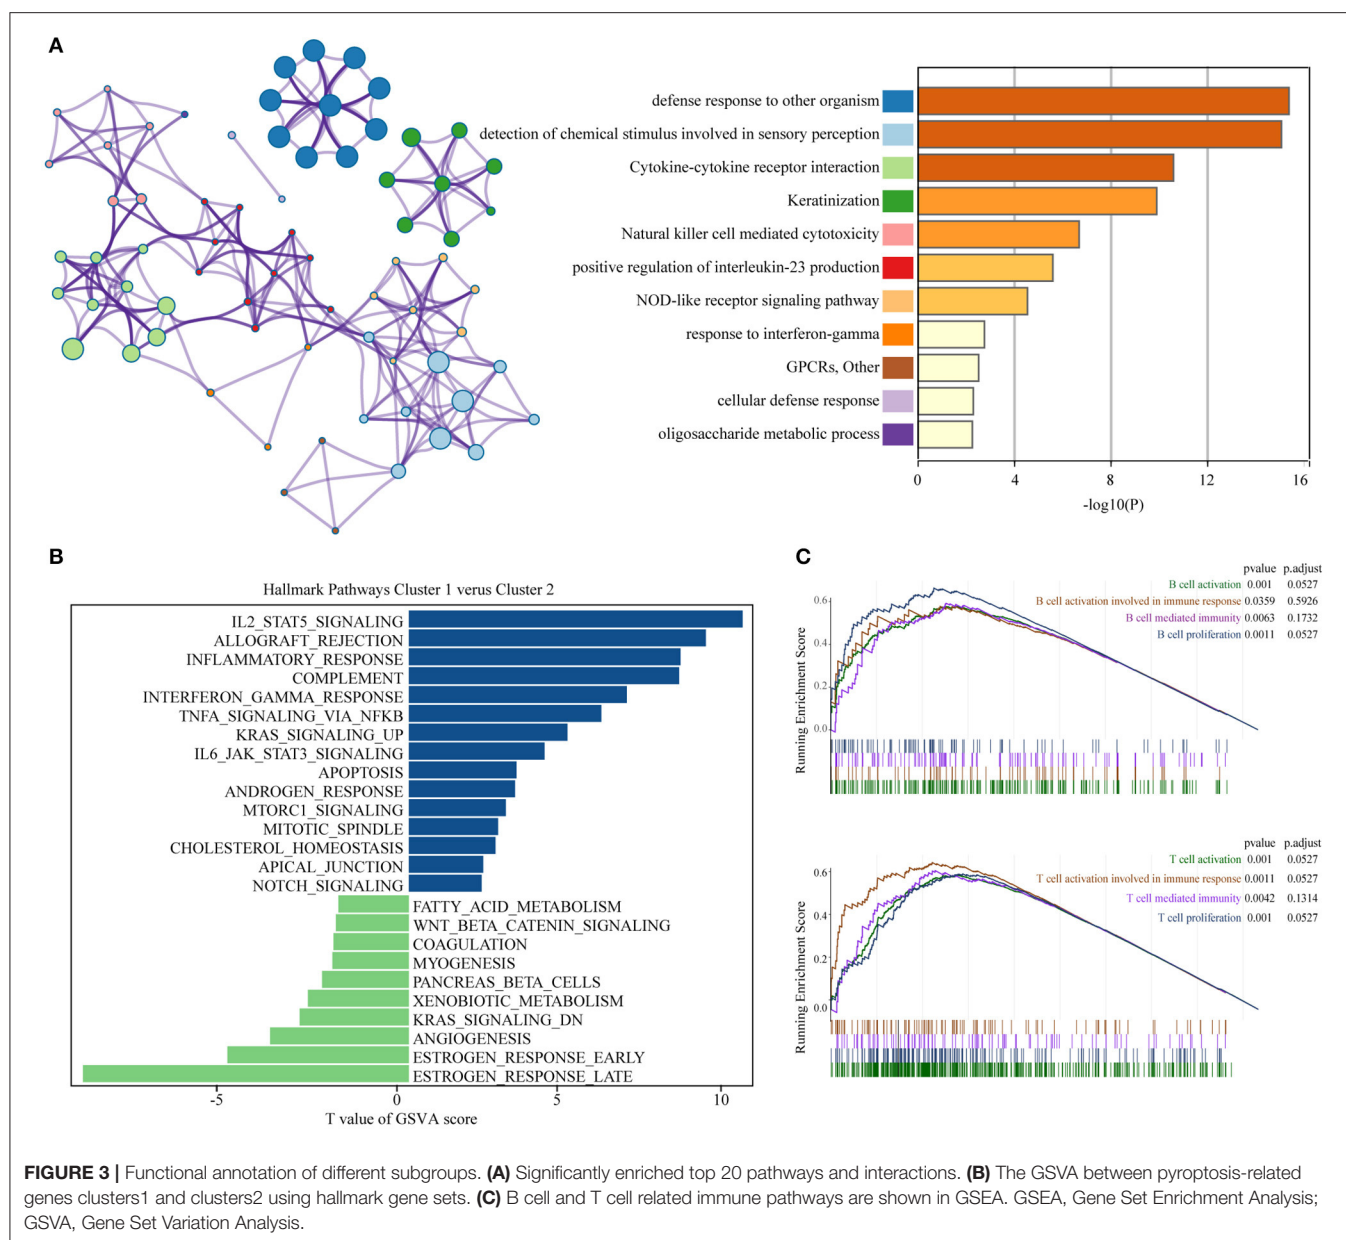 A
defense response to other organism
detection of chemical stimulus involved in sensory perception
Cytokine-cytokine receptor interaction
Keratinization
Natural killer cell mediated cytotoxicity
positive regulation of interleukin-23 production
NOD-like receptor signaling pathway
response to interferon-gamma
GPCRs, Other
cellular defense response
oligosaccharide metabolic process
0 4 8 12 16
-log10(P)
B
Hallmark Pathways Cluster 1 verus Cluster 2
IL2_STAT5_SIGNALING
ALLOGRAFT_REJECTION
INFLAMMATORY_RESPONSE
COMPLEMENT
INTERFERON_GAMMA_RESPONSE
TNFA_SIGNALING_VIA_NFKB
KRAS_SIGNALING_UP
IL6_JAK_STAT3_SIGNALING
APOPTOSIS
ANDROGEN_RESPONSE
MTORC1_SIGNALING
MITOTIC_SPINDLE
CHOLESTEROL_HOMEOSTASIS
APICAL_JUNCTION
NOTCH_SIGNALING
FATTY_ACID_METABOLISM
WNT_BETA_CATENIN_SIGNALING
COAGULATION
MYOGENESIS
PANCREAS_BETA_CELLS
XENOBIOTIC_METABOLISM
KRAS_SIGNALING_DN
ANGIOGENESIS
ESTROGEN_RESPONSE_EARLY
ESTROGEN_RESPONSE_LATE
-5 0 5 10
T value of GSVA score
C
pvalue p.adjust
B cell activation 0.001 0.0527
B cell activation involved in immune response 0.0359 0.5926
B cell mediated immunity 0.0063 0.1732
B cell proliferation 0.0011 0.0527
0.6
0.4
0.2
0.0
Running Enrichment Score
pvalue p.adjust
T cell activation 0.001 0.0527
T cell activation involved in immune response 0.0011 0.0527
T cell mediated immunity 0.0042 0.1314
T cell proliferation 0.001 0.0527
0.6
0.4
0.2
0.0
Running Enrichment Score
FIGURE 3 | Functional annotation of different subgroups. (A) Significantly enriched top 20 pathways and interactions. (B) The GSVA between pyroptosis-related
genes clusters1 and clusters2 using hallmark gene sets. (C) B cell and T cell related immune pathways are shown in GSEA. GSEA, Gene Set Enrichment Analysis;
GSVA, Gene Set Variation Analysis.